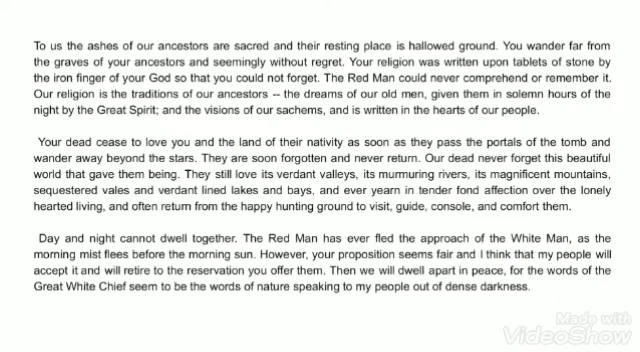 To us the ashes of our ancestors are sacred and their resting place is hallowed ground. You wander far from
the graves of your ancestors and seemingly without regret. Your religion was written upon tablets of stone by
the iron finger of your God so that you could not forget. The Red Man could never comprehend or remember it.
Our religion is the traditions of our ancestors -- the dreams of our old men, given them in solemn hours of the
night by the Great Spirit; and the visions of our sachems, and is written in the hearts of our people.
Your dead cease to love you and the land of their nativity as soon as they pass the portals of the tomb and
wander away beyond the stars. They are soon forgotten and never return. Our dead never forget this beautiful
world that gave them being. They still love its verdant valleys, its murmuring rivers, its magnificent mountains,
sequestered vales and verdant lined lakes and bays, and ever yearn in tender fond affection over the lonely
hearted living, and often return from the happy hunting ground to visit, guide, console, and comfort them.
Day and night cannot dwell together. The Red Man has ever fled the approach of the White Man, as the
morning mist flees before the morning sun. However, your proposition seems fair and I think that my people will
accept it and will retire to the reservation you offer them. Then we will dwell apart in peace, for the words of the
Great White Chief seem to be the words of nature speaking to my people out of dense darkness.
Made with
VideoShow